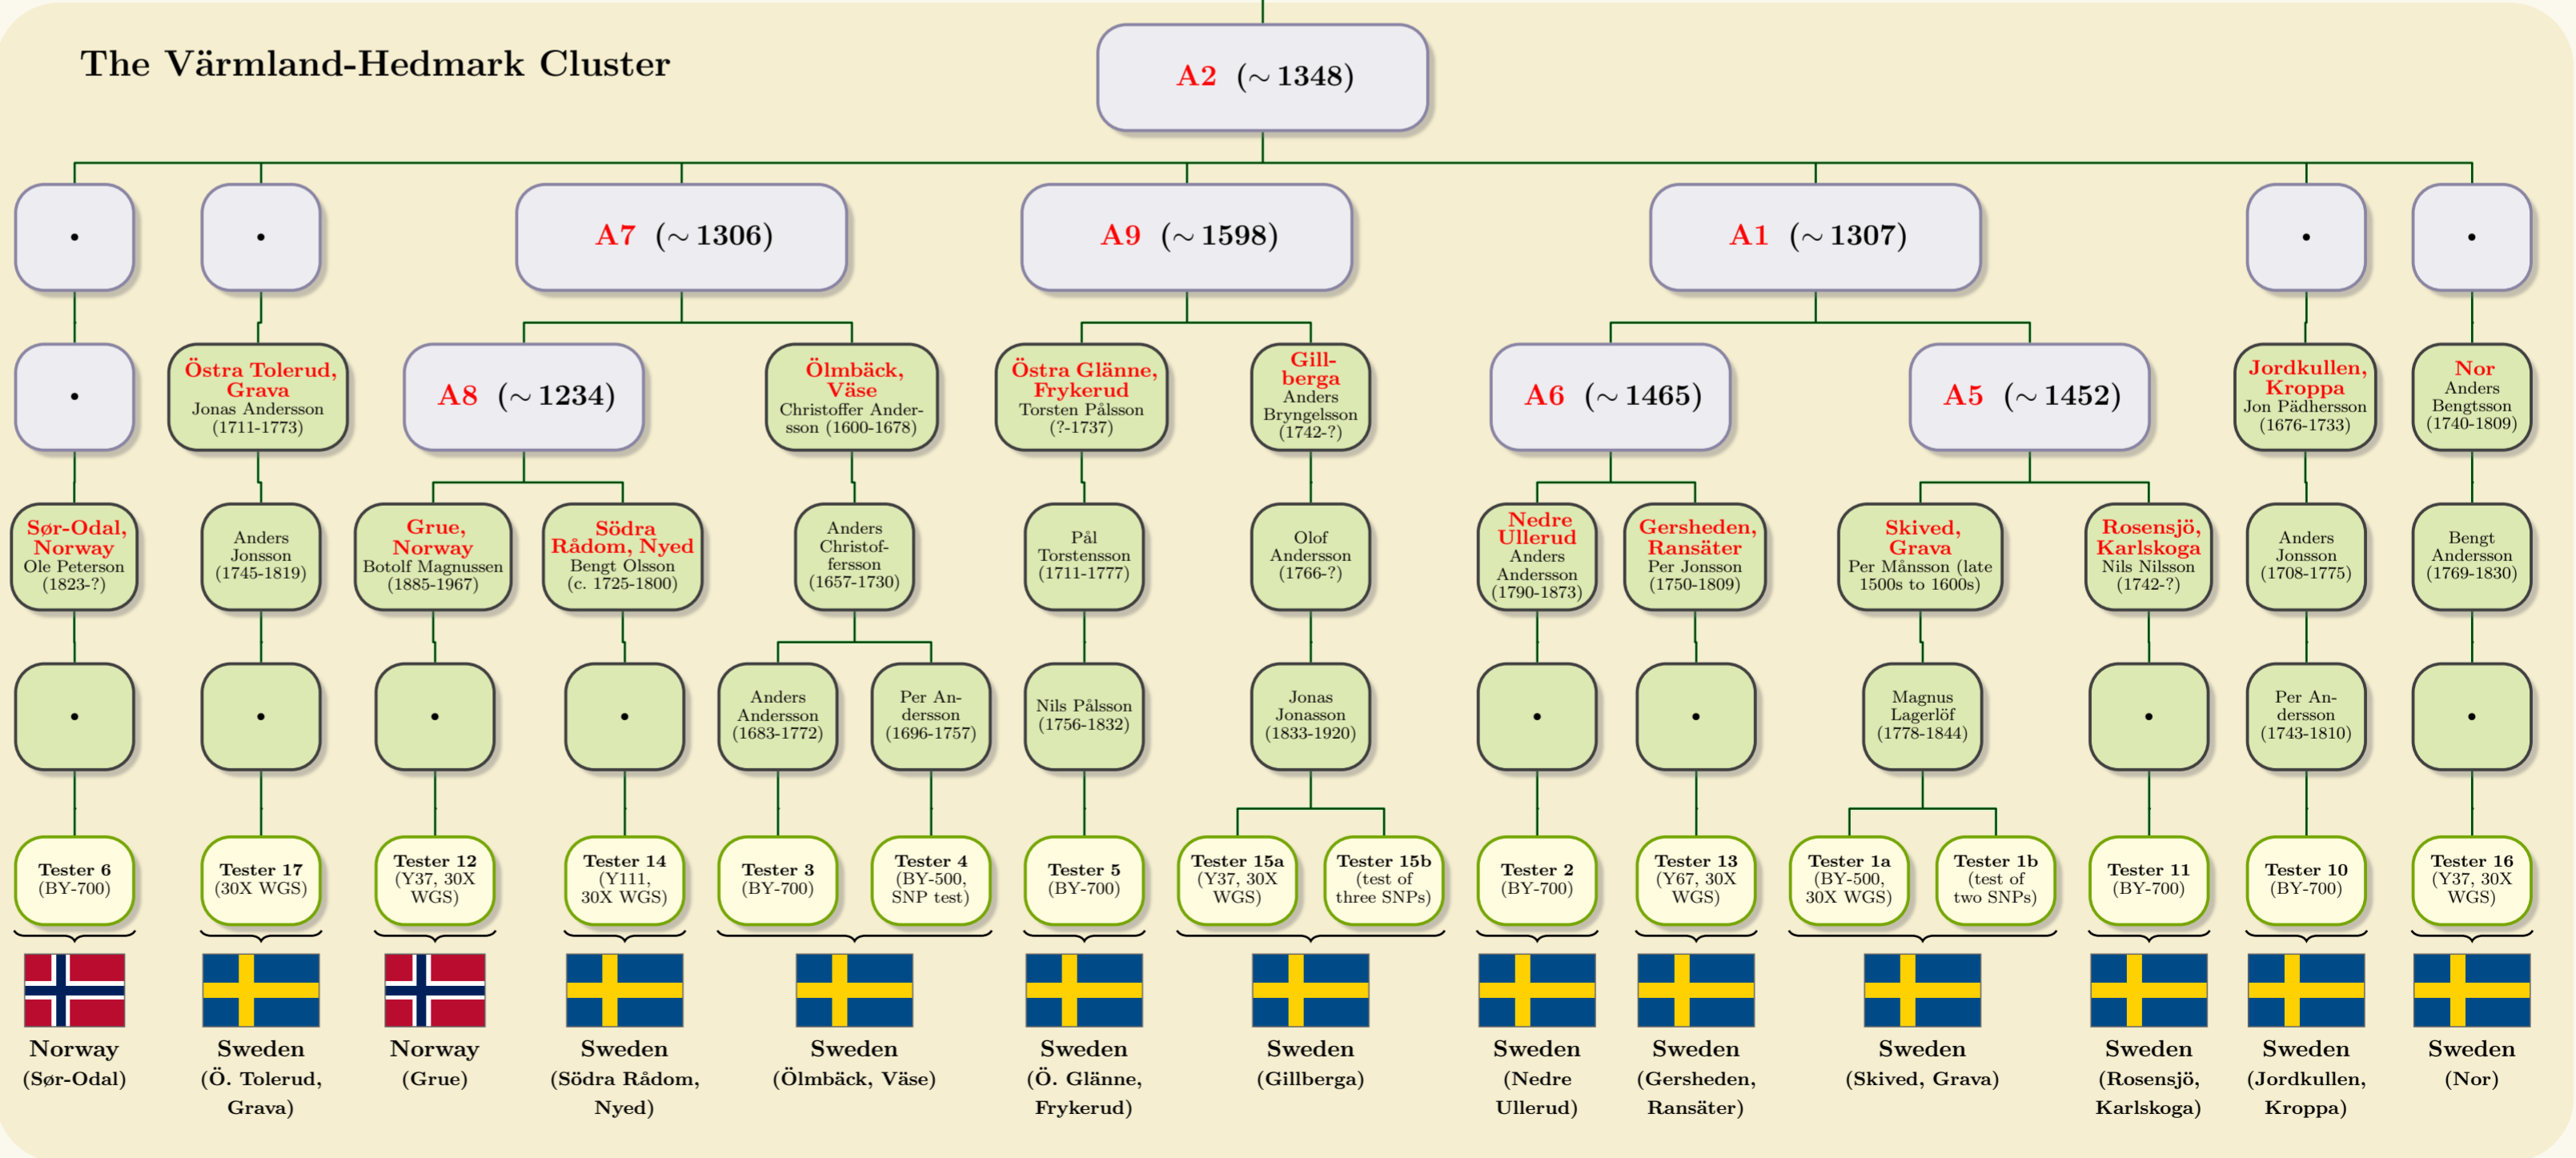 The Värmland-Hedmark Cluster
A2 (∼ 1348)
•
•
A7 (∼ 1306)
A9 (∼ 1598)
A1 (∼ 1307)
•
•
•
Östra Tolerud,
Grava
Jonas Andersson
(1711-1773)
A8 (∼ 1234)
Ölmbäck,
Väse
Christoffer Ander-
sson (1600-1678)
Östra Glänne,
Frykerud
Torsten Pålsson
(?-1737)
Gill-
berga
Anders
Bryngelsson
(1742-?)
A6 (∼ 1465)
A5 (∼ 1452)
Jordkullen,
Kroppa
Jon Pädhersson
(1676-1733)
Nor
Anders
Bengtsson
(1740-1809)
Sør-Odal,
Norway
Ole Peterson
(1823-?)
Anders
Jonsson
(1745-1819)
Grue,
Norway
Botolf Magnussen
(1885-1967)
Södra
Rådom, Nyed
Bengt Olsson
(c. 1725-1800)
Anders
Christof-
fersson
(1657-1730)
Pål
Torstensson
(1711-1777)
Olof
Andersson
(1766-?)
Nedre
Ullerud
Anders
Andersson
(1790-1873)
Gersheden,
Ransäter
Per Jonsson
(1750-1809)
Skived,
Grava
Per Månsson (late
1500s to 1600s)
Rosensjö,
Karlskoga
Nils Nilsson
(1742-?)
Anders
Jonsson
(1708-1775)
Bengt
Andersson
(1769-1830)
•
•
•
•
Anders
Andersson
(1683-1772)
Per An-
dersson
(1696-1757)
Nils Pålsson
(1756-1832)
Jonas
Jonasson
(1833-1920)
•
•
Magnus
Lagerlöf
(1778-1844)
•
Per An-
dersson
(1743-1810)
•
Tester 6
(BY-700)
Tester 17
(30X WGS)
Tester 12
(Y37, 30X
WGS)
Tester 14
(Y111,
30X WGS)
Tester 3
(BY-700)
Tester 4
(BY-500,
SNP test)
Tester 5
(BY-700)
Tester 15a
(Y37, 30X
WGS)
Tester 15b
(test of
three SNPs)
Tester 2
(BY-700)
Tester 13
(Y67, 30X
WGS)
Tester 1a
(BY-500,
30X WGS)
Tester 1b
(test of
two SNPs)
Tester 11
(BY-700)
Tester 10
(BY-700)
Tester 16
(Y37, 30X
WGS)
Norway
(Sør-Odal)
Sweden
(Ö. Tolerud,
Grava)
Norway
(Grue)
Sweden
(Södra Rådom,
Nyed)
Sweden
(Ölmbäck, Väse)
Sweden
(Ö. Glänne,
Frykerud)
Sweden
(Gillberga)
Sweden
(Nedre
Ullerud)
Sweden
(Gersheden,
Ransäter)
Sweden
(Skived, Grava)
Sweden
(Rosensjö,
Karlskoga)
Sweden
(Jordkullen,
Kroppa)
Sweden
(Nor)